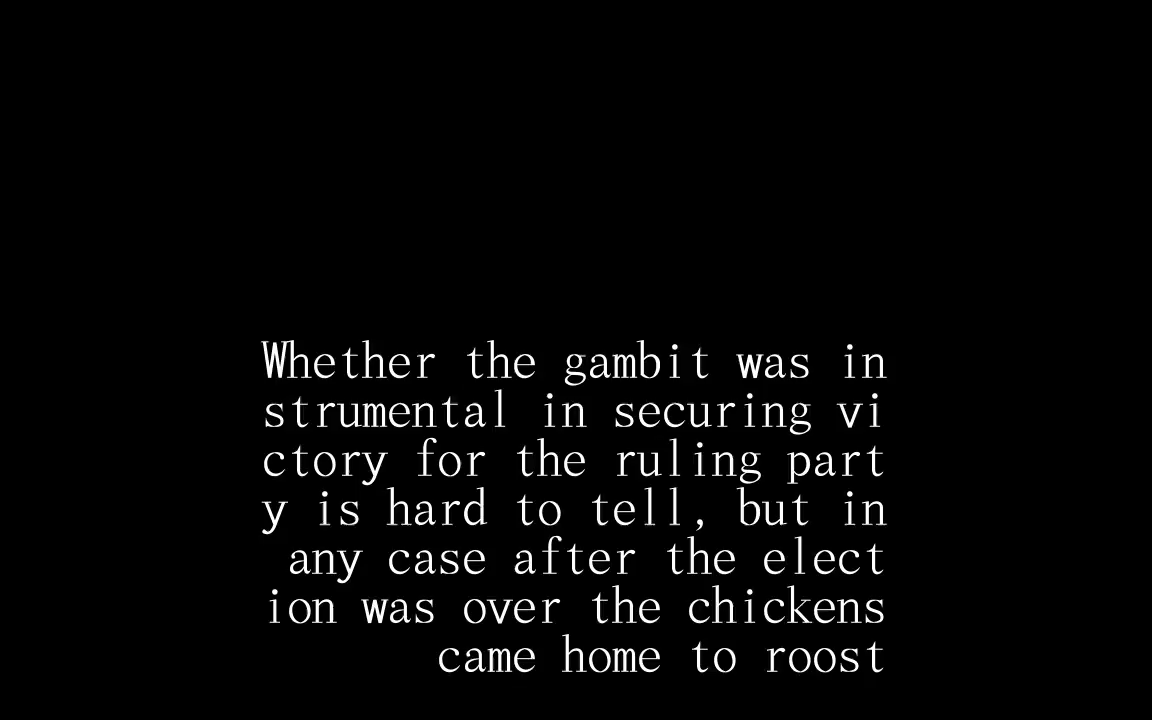 Whether the gambit was in
strumental in securing vi
ctory for the ruling part
y is hard to tell, but in
any case after the elect
ion was over the chickens
came home to roost